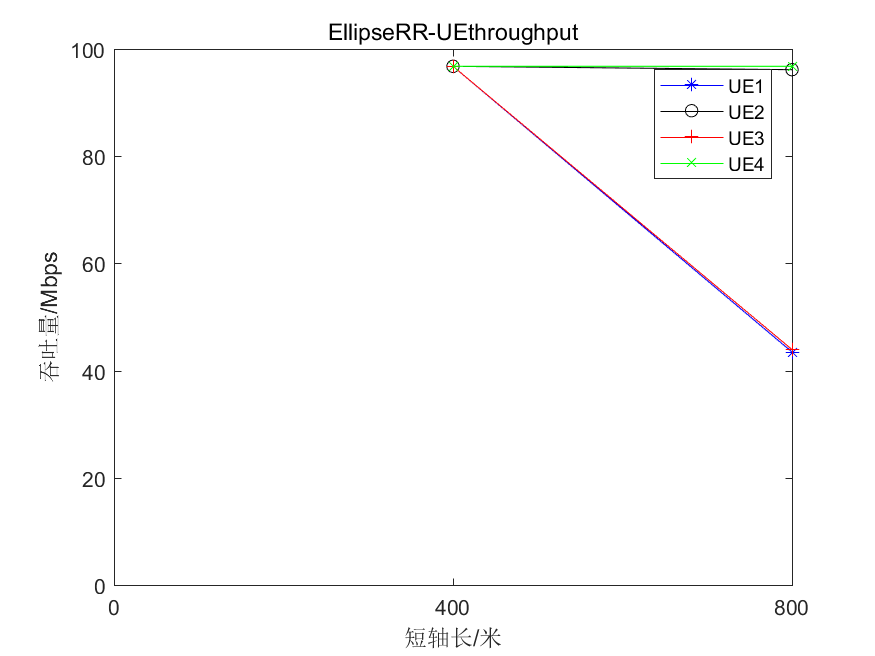 EllipseRR-UEthroughput
100
80
60
40
20
0
吞吐量/Mbps
UE1
UE2
UE3
UE4
0 400 800
短轴长/米